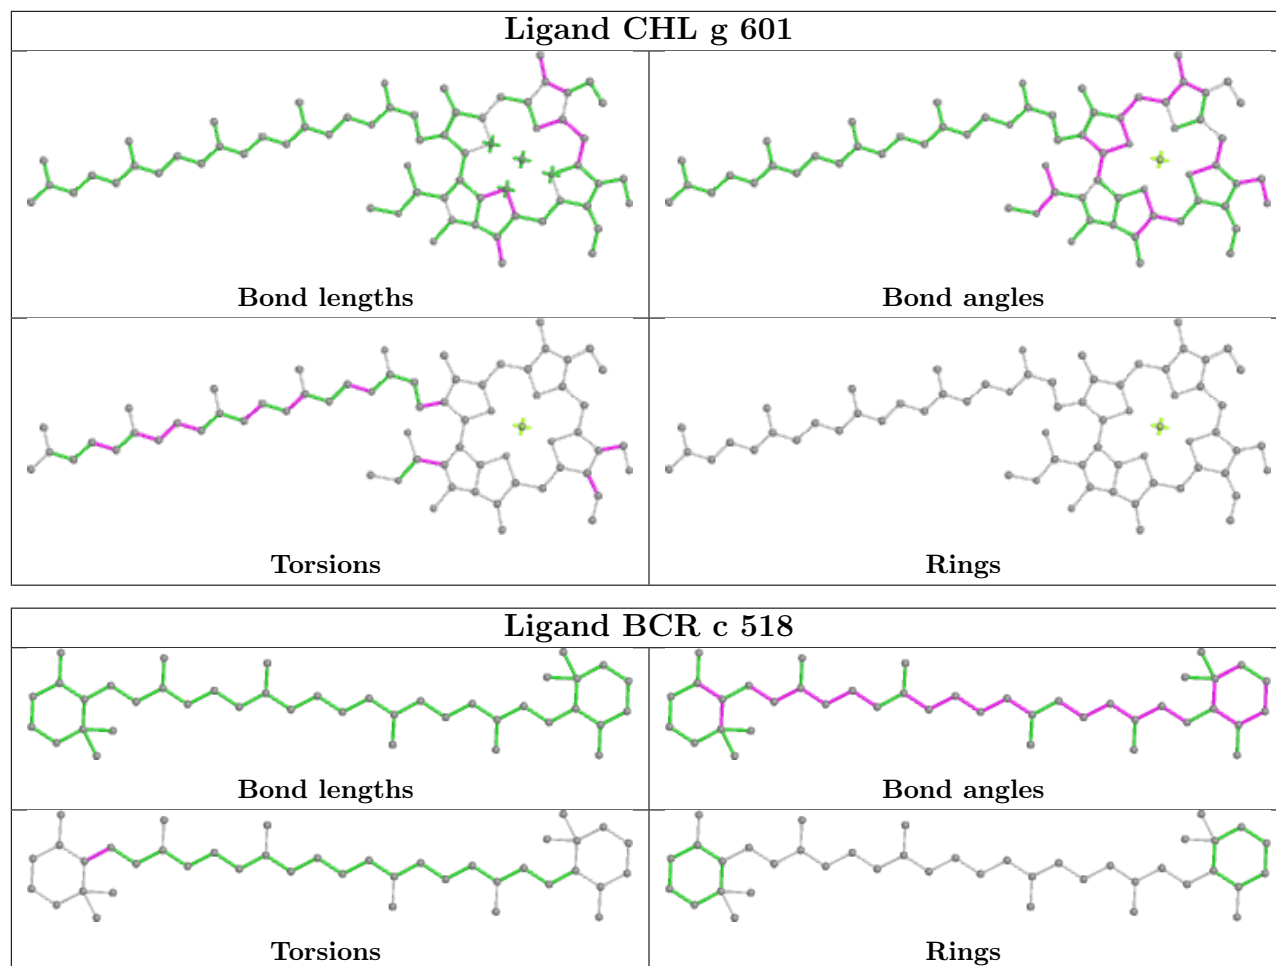 Ligand CHL g 601
Bond lengths
Bond angles
Torsions
Rings
Ligand BCR c 518
Bond lengths
Bond angles
Torsions
Rings